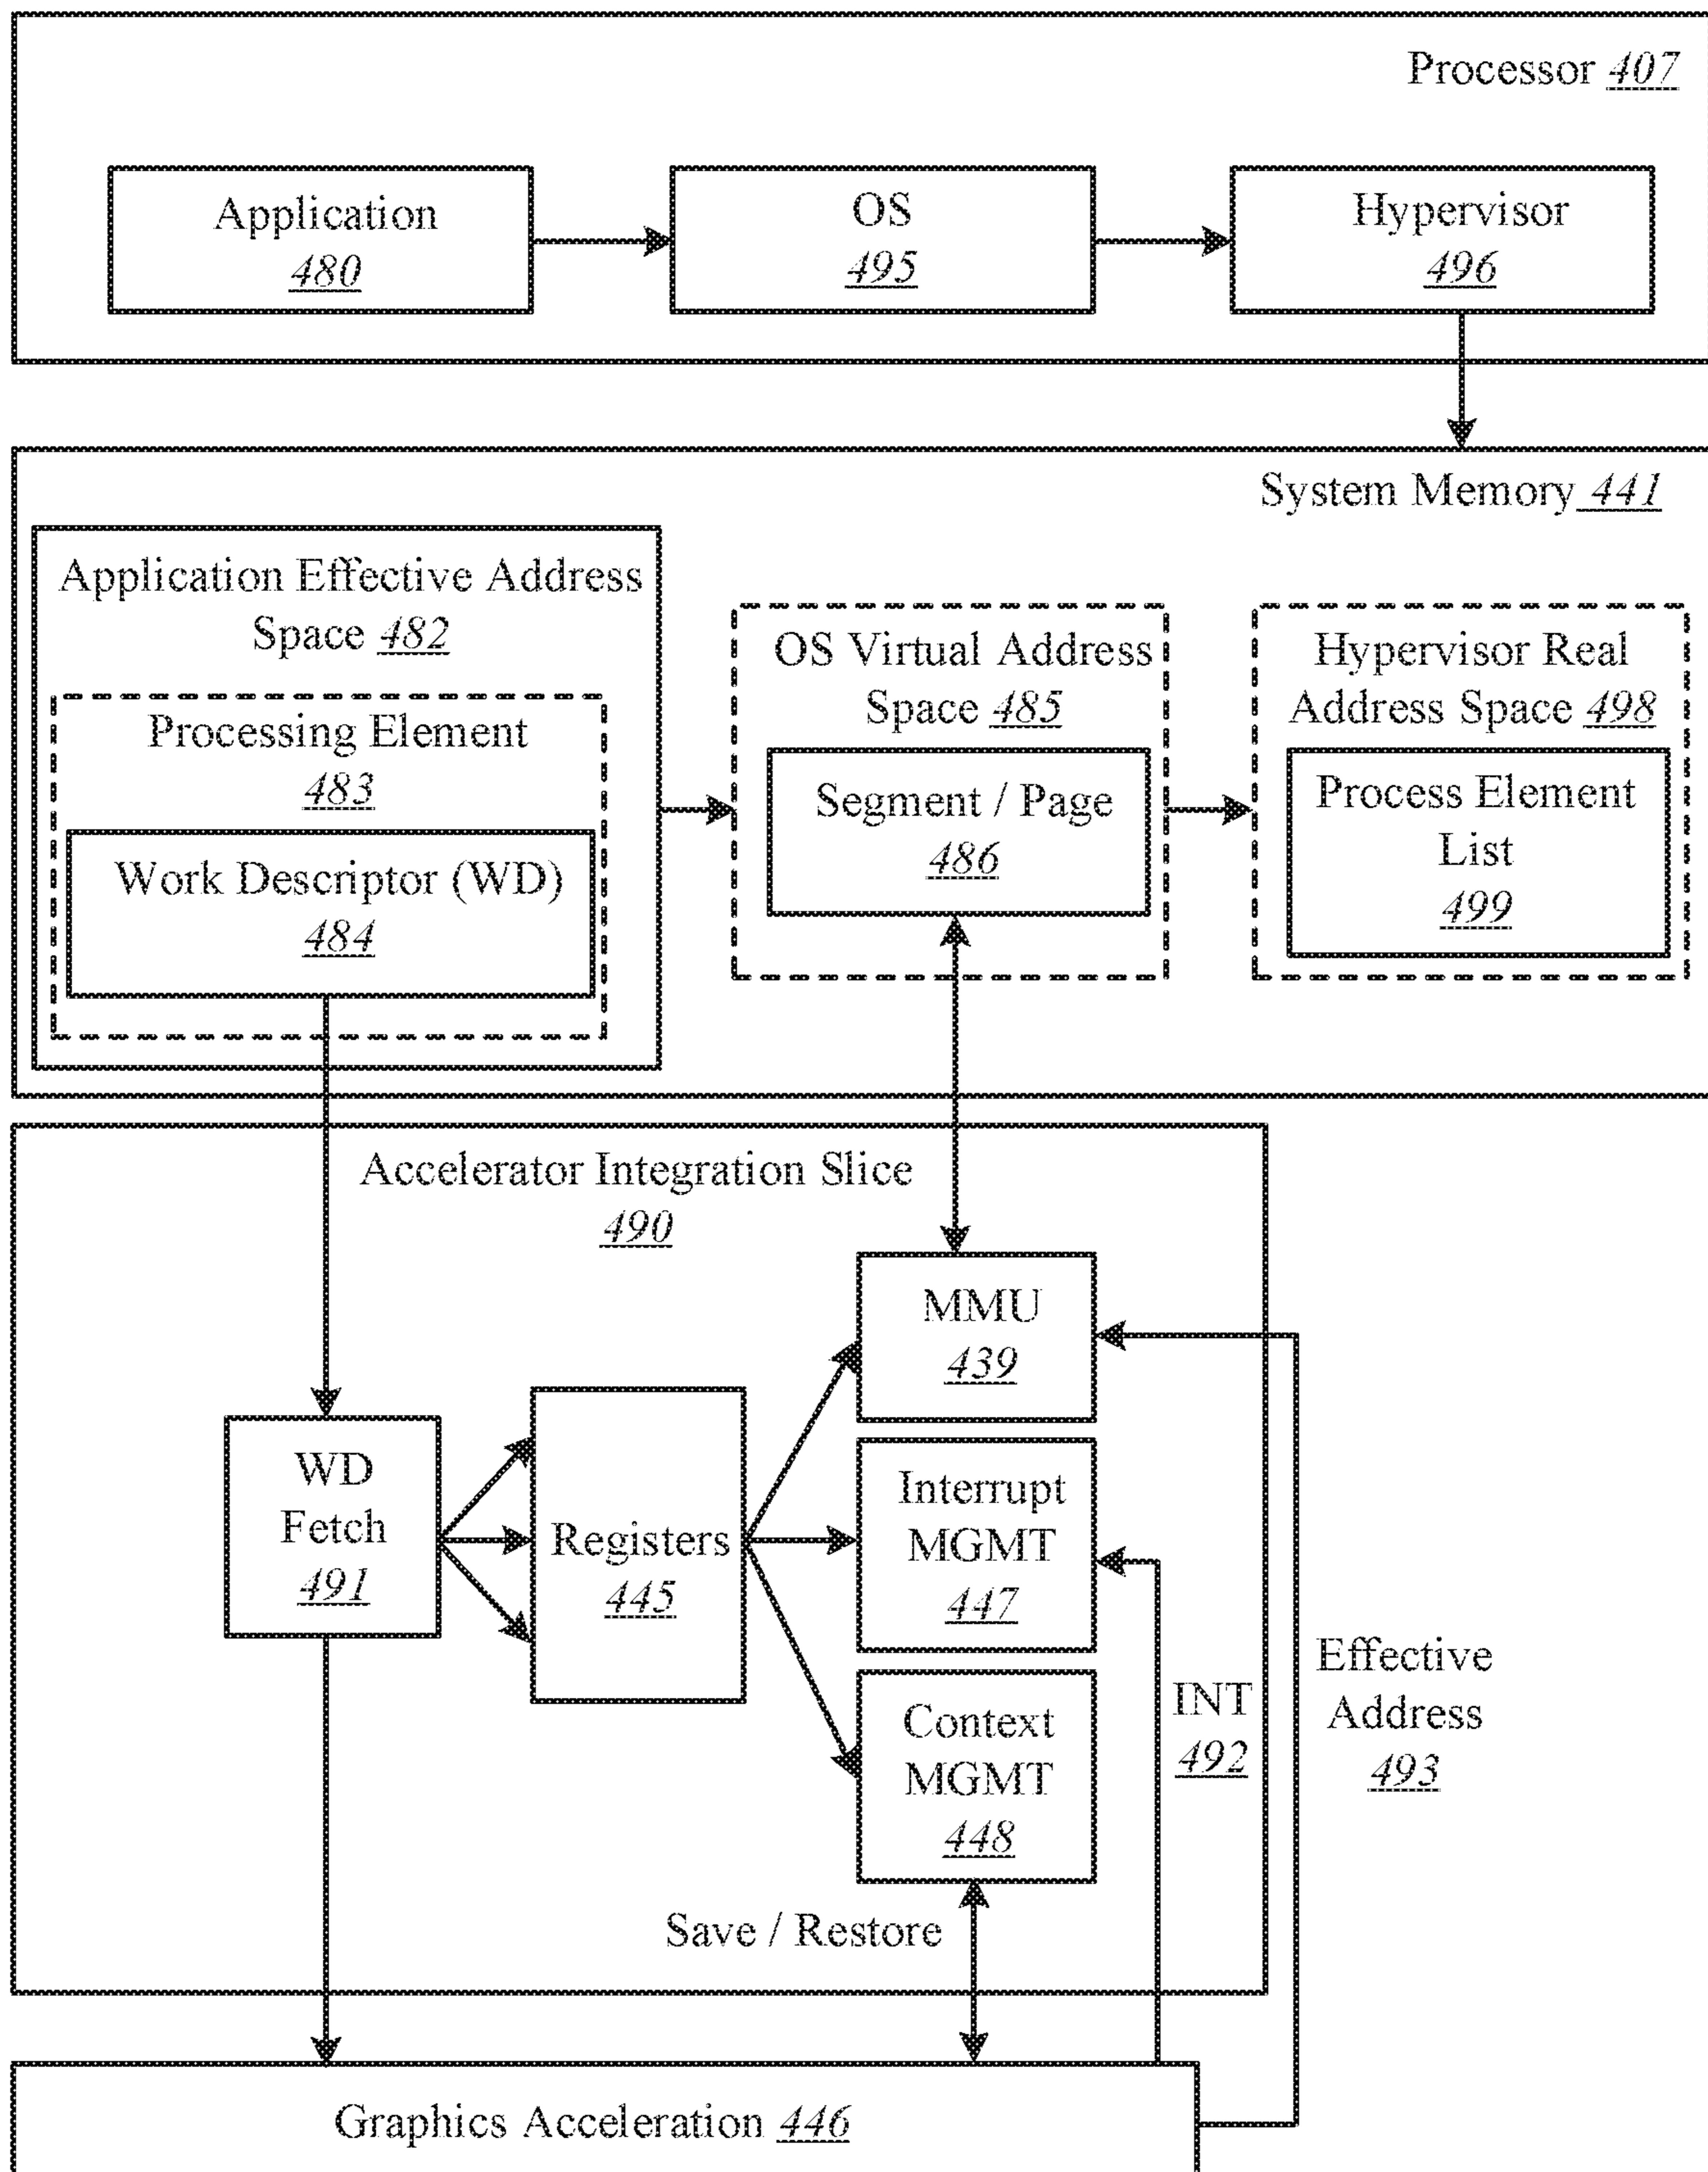 Processor 407
Application
480
OS
495
Hypervisor
496
System Memory 441
Application Effective Address
Space 482
Processing Element
483
Work Descriptor (WD)
484
OS Virtual Address
Space 485
Segment / Page
486
Hypervisor Real
Address Space 498
Process Element
List
499
Accelerator Integration Slice
490
MMU
439
WD
Fetch
491
Registers
445
Interrupt
MGMT
447
Context
MGMT
448
INT
492
Effective
Address
493
Save / Restore
Graphics Acceleration 446